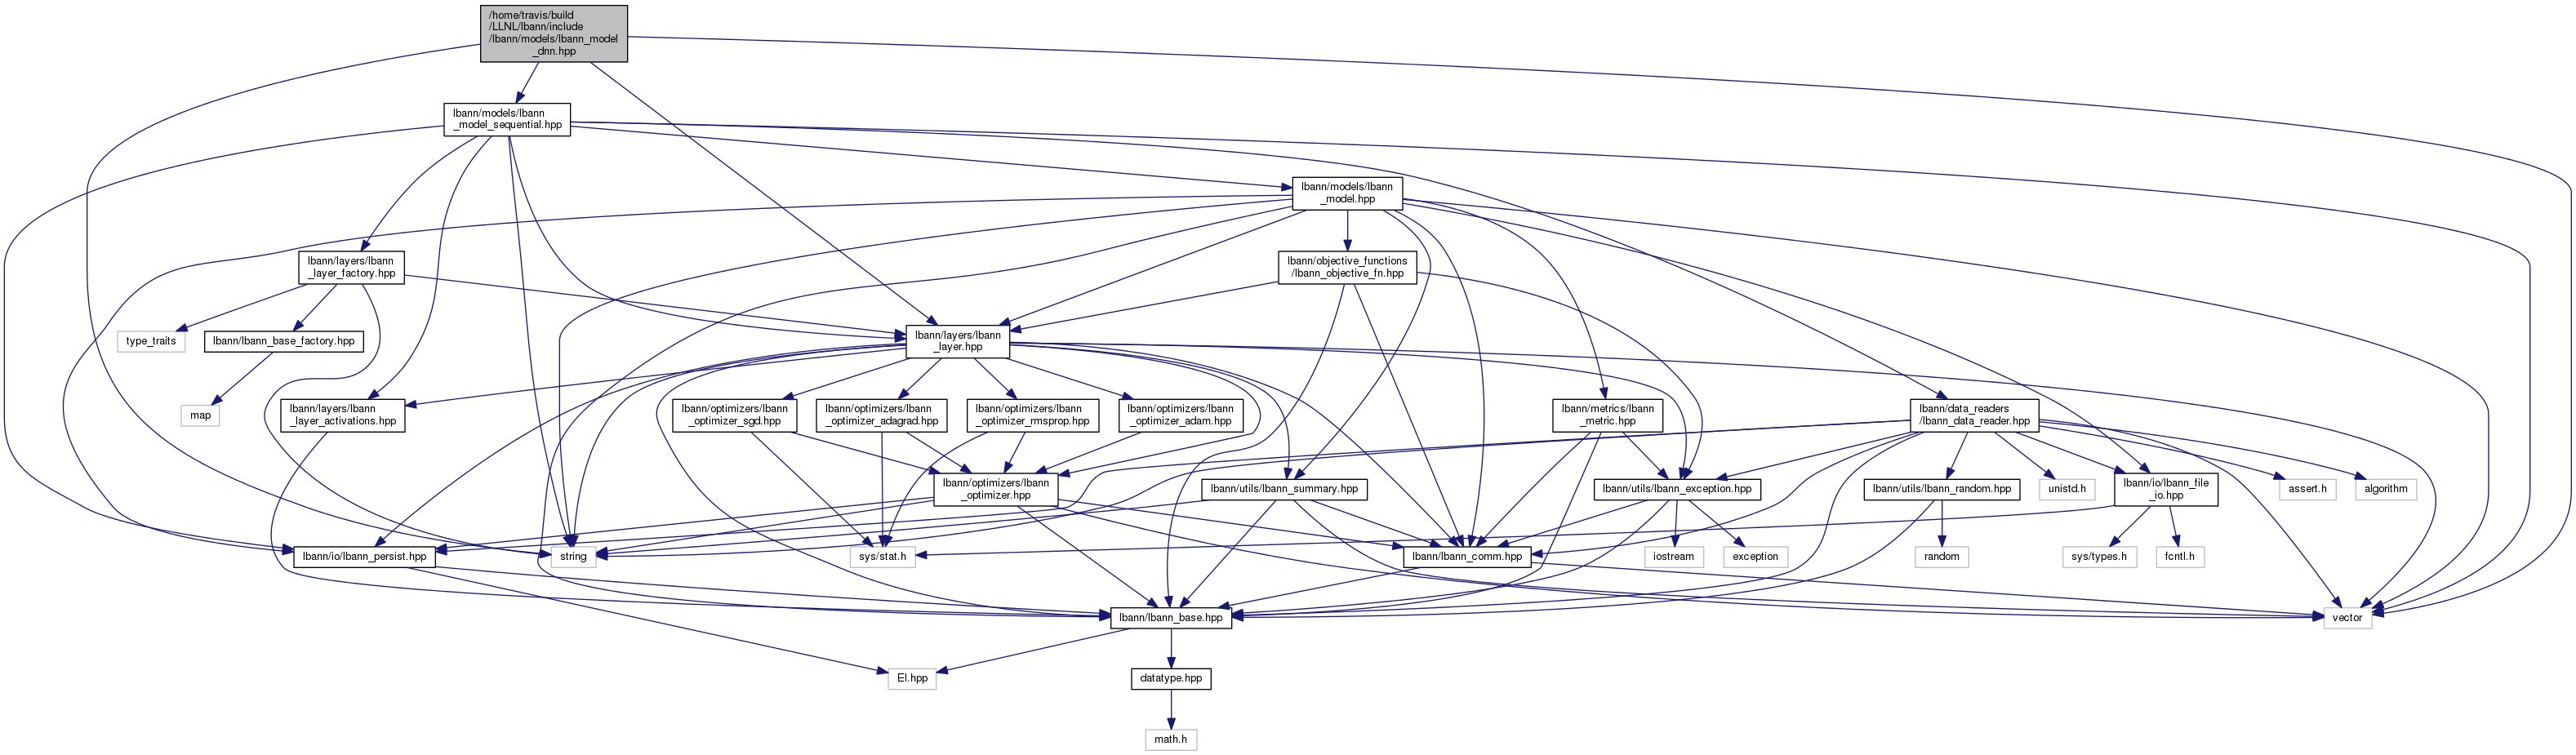 /home/travis/build
/LLNL/lbann/include
/lbann/models/lbann_model
_dnn.hpp
lbann/models/lbann
_model_sequential.hpp
lbann/models/lbann
_model.hpp
lbann/layers/lbann
_layer_factory.hpp
lbann/objective_functions
/lbann_objective_fn.hpp
type_traits
lbann/lbann_base_factory.hpp
lbann/layers/lbann
_layer.hpp
map
lbann/layers/lbann
_layer_activations.hpp
lbann/optimizers/lbann
_optimizer_sgd.hpp
lbann/optimizers/lbann
_optimizer_adagrad.hpp
lbann/optimizers/lbann
_optimizer_rmsprop.hpp
lbann/optimizers/lbann
_optimizer_adam.hpp
lbann/metrics/lbann
_metric.hpp
lbann/data_readers
/lbann_data_reader.hpp
lbann/optimizers/lbann
_optimizer.hpp
lbann/utils/lbann_summary.hpp
lbann/utils/lbann_exception.hpp
lbann/utils/lbann_random.hpp
unistd.h
lbann/io/lbann_file
_io.hpp
assert.h
algorithm
lbann/io/lbann_persist.hpp
string
sys/stat.h
lbann/lbann_comm.hpp
iostream
exception
random
sys/types.h
fcntl.h
lbann/lbann_base.hpp
vector
El.hpp
datatype.hpp
math.h